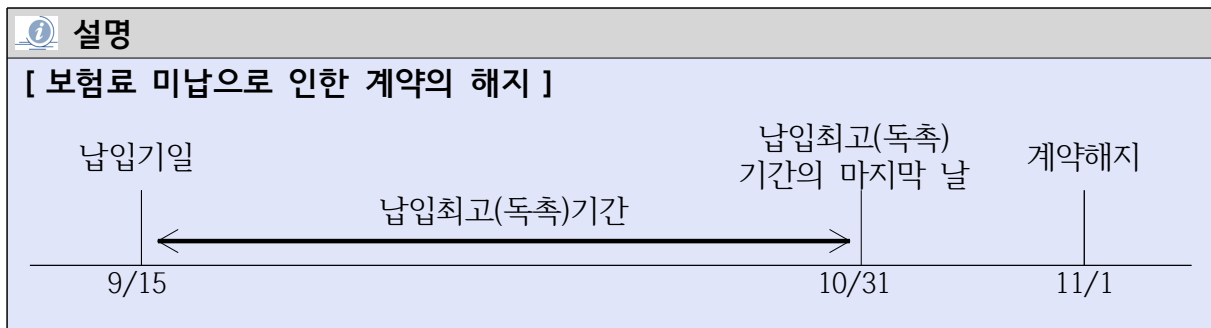 설명
[ 보험료 미납으로 인한 계약의 해지 ]
납입기일
납입최고(독촉)
기간의 마지막 날
계약해지
납입최고(독촉)기간
9/15
10/31
11/1